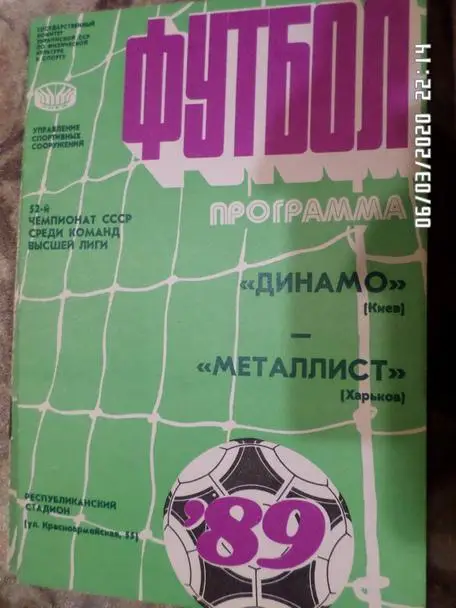 ГОСУДАРСТВЕННЫЙ
КОМИТЕТ
УКРАИНСКОЙ ССР
ПО ФИЗИЧЕСКОЙ
КУЛЬТУРЕ
И СПОРТУ
ФУТБОЛ
УПРАВЛЕНИЕ
СПОРТИВНЫХ
СООРУЖЕНИЙ
ПРОГРАММА
52-й
ЧЕМПИОНАТ СССР
СРЕДИ КОМАНД
ВЫСШЕЙ ЛИГИ
«ДИНАМО»
(Киев)
—
«МЕТАЛЛИСТ»
(Харьков)
РЕСПУБЛИКАНСКИЙ
СТАДИОН
(ул. Красноармейская, 55)
'89
06/03/2020 22:14